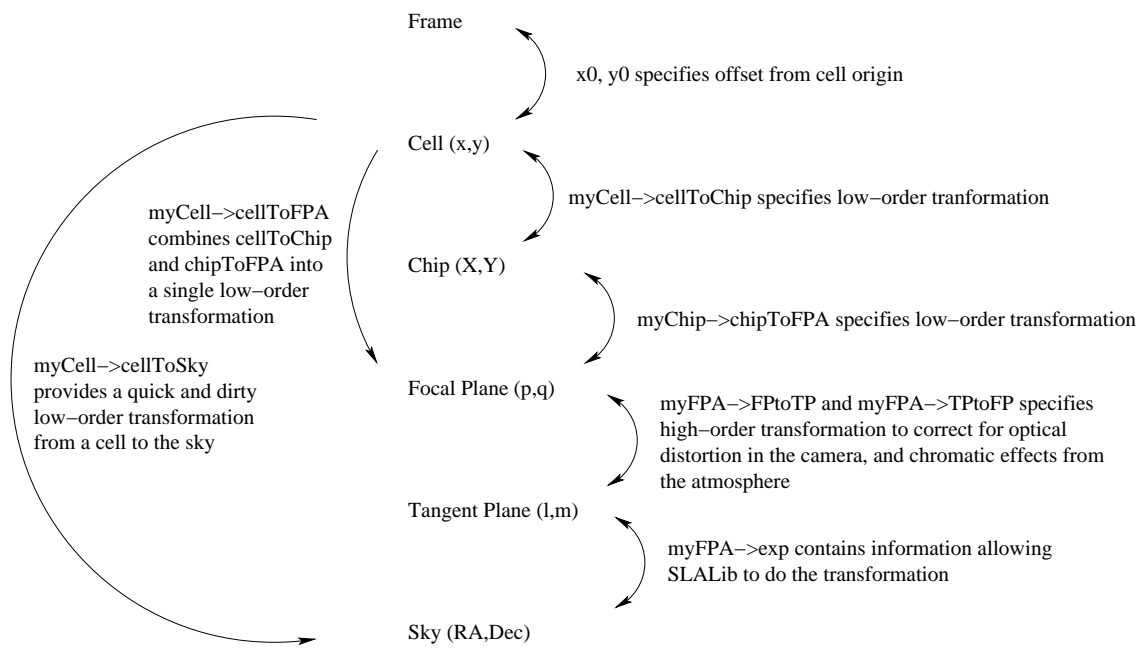 Frame
x0, y0 specifies offset from cell origin
Cell (x,y)
myCell−>cellToChip specifies low−order tranformation
myCell−>cellToFPA
combines cellToChip
and chipToFPA into
a single low−order
transformation
Chip (X,Y)
myChip−>chipToFPA specifies low−order transformation
myCell−>cellToSky
provides a quick and dirty
low−order transformation
from a cell to the sky
Focal Plane (p,q)
myFPA−>FPtoTP and myFPA−>TPtoFP specifies
high−order transformation to correct for optical
distortion in the camera, and chromatic effects from
the atmosphere
Tangent Plane (l,m)
myFPA−>exp contains information allowing
SLALib to do the transformation
Sky (RA,Dec)